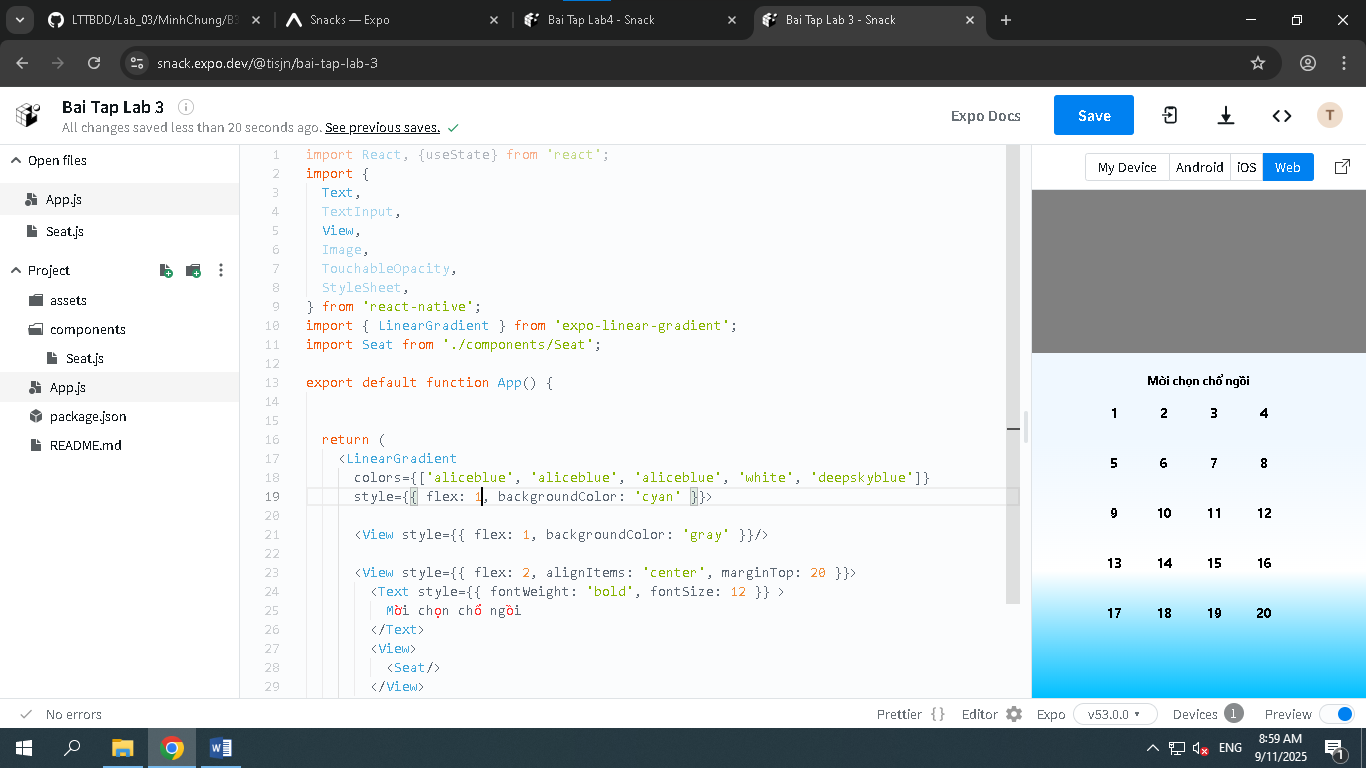 LTTBDD/Lab_03/MinhChung/B
Snacks — Expo
Bai Tap Lab4 - Snack
Bai Tap Lab 3 - Snack
snack.expo.dev/@tisjn/bai-tap-lab-3
Bai Tap Lab 3
All changes saved less than 20 seconds ago. See previous saves.
Expo Docs
Save
T
Open files
App.js
Seat.js
Project
assets
components
Seat.js
App.js
package.json
README.md
1 import React, {useState} from 'react';
2 import {
3 Text,
4 TextInput,
5 View,
6 Image,
7 TouchableOpacity,
8 StyleSheet,
9 } from 'react-native';
10 import { LinearGradient } from 'expo-linear-gradient';
11 import Seat from './components/Seat';
12
13 export default function App() {
14
15
16 return (
17 <LinearGradient
18 colors={['aliceblue', 'aliceblue', 'aliceblue', 'white', 'deepskyblue']}
19 style={{ flex: 1, backgroundColor: 'cyan' }}>
20
21 <View style={{ flex: 1, backgroundColor: 'gray' }}/>
22
23 <View style={{ flex: 2, alignItems: 'center', marginTop: 20 }}>
24 <Text style={{ fontWeight: 'bold', fontSize: 12 }} >
25 Mời chọn chổ ngồi
26 </Text>
27 <View>
28 <Seat/>
29 </View>
My Device Android iOS Web
Mời chọn chổ ngồi
1 2 3 4
5 6 7 8
9 10 11 12
13 14 15 16
17 18 19 20
No errors
Prettier {} Editor Expo v53.0.0 Devices 1 Preview
ENG
8:59 AM
9/11/2025
1